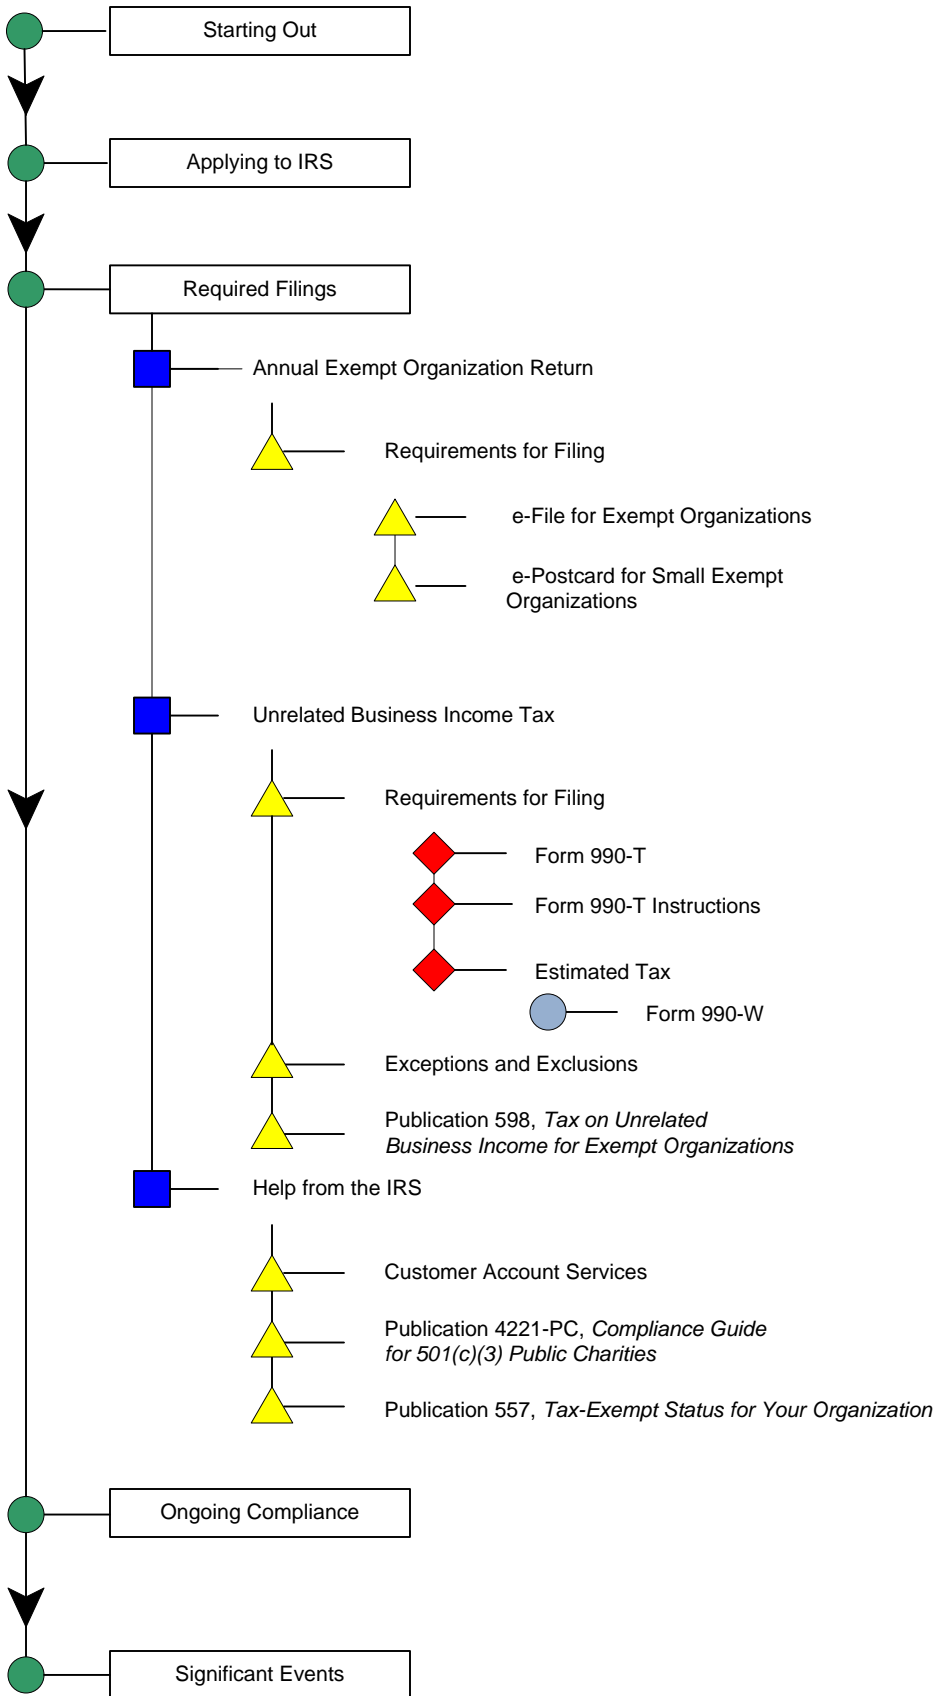 Starting Out
Applying to IRS
Required Filings
Annual Exempt Organization Return
Requirements for Filing
e-File for Exempt Organizations
e-Postcard for Small Exempt
Organizations
Unrelated Business Income Tax
Requirements for Filing
Form 990-T
Form 990-T Instructions
Estimated Tax
Form 990-W
Exceptions and Exclusions
Publication 598, Tax on Unrelated
Business Income for Exempt Organizations
Help from the IRS
Customer Account Services
Publication 4221-PC, Compliance Guide
for 501(c)(3) Public Charities
Publication 557, Tax-Exempt Status for Your Organization
Ongoing Compliance
Significant Events